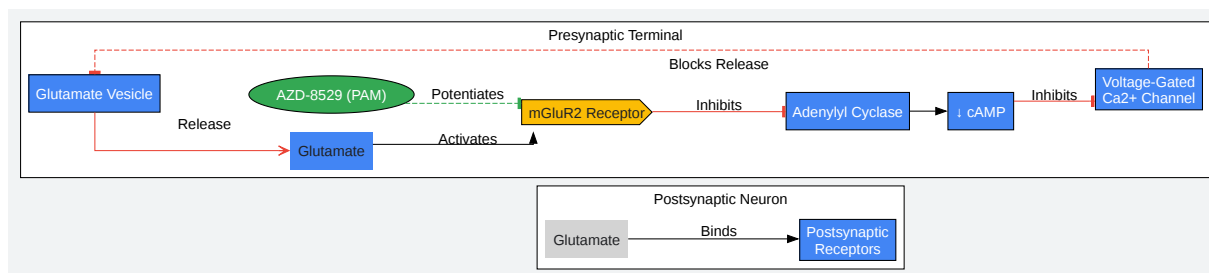 Presynaptic Terminal
Blocks Release
Glutamate Vesicle
AZD-8529 (PAM)
Potentiates
mGluR2 Receptor
Inhibits
Adenylyl Cyclase
↓ cAMP
Inhibits
Voltage-Gated
Ca2+ Channel
Release
Glutamate
Activates
Postsynaptic Neuron
Glutamate
Binds
Postsynaptic
Receptors